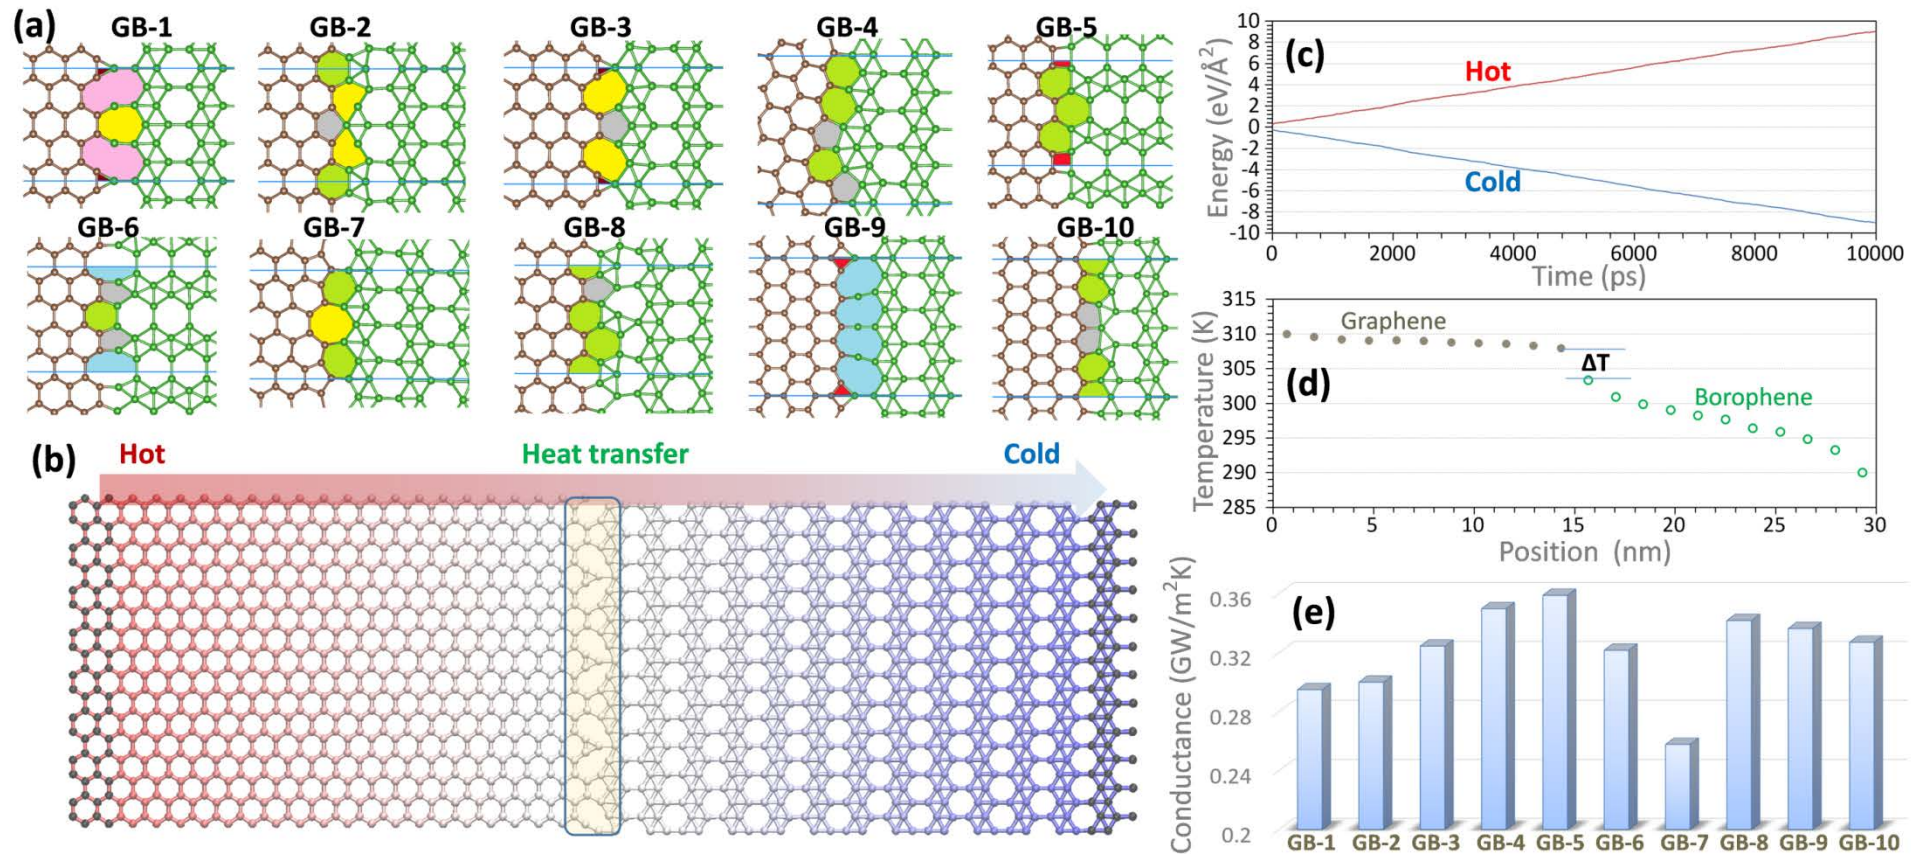 (a)
GB-1
GB-2
GB-3
GB-4
GB-5
GB-6
GB-7
GB-8
GB-9
GB-10
(b)
Hot
Heat transfer
Cold
(c)
Energy (eV/Å²)
10
8
6
4
2
0
-2
-4
-6
-8
-10
Hot
Cold
0 2000 4000 6000 8000 10000
Time (ps)
(d)
Temperature (K)
315
310
305
300
295
290
285
Graphene
ΔT
Borophene
0 5 10 15 20 25 30
Position (nm)
(e)
Conductance (GW/m²K)
0.36
0.32
0.28
0.24
0.2
GB-1 GB-2 GB-3 GB-4 GB-5 GB-6 GB-7 GB-8 GB-9 GB-10